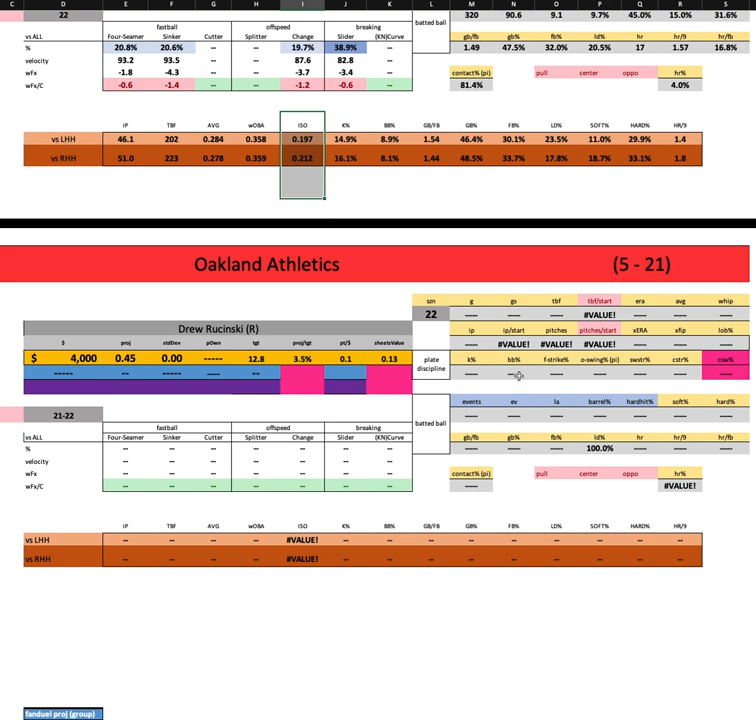 C D E F G H I J K L M N O P Q R S
22 320 90.6 9.1 9.7% 45.0% 15.0% 31.6%
fastball offspeed breaking batted ball
vs ALL Four-Seamer Sinker Cutter Splitter Change Slider (KN)Curve gb/fb gb% fb% ld% hr hr/9 hr/fb
% 20.8% 20.6% -- -- 19.7% 38.9% -- 1.49 47.5% 32.0% 20.5% 17 1.57 16.8%
velocity 93.2 93.5 -- -- 87.6 82.8 --
wFx -1.8 -4.3 -- -- -3.7 -3.4 -- contact% (pi) pull center oppo hr%
wFx/C -0.6 -1.4 -- -- -1.2 -0.6 -- 81.4% 4.0%
IP TBF AVG wOBA ISO K% BB% GB/FB GB% FB% LD% SOFT% HARD% HR/9
vs LHH 46.1 202 0.284 0.358 0.197 14.9% 8.9% 1.54 46.4% 30.1% 23.5% 11.0% 29.9% 1.4
vs RHH 51.0 223 0.278 0.359 0.212 16.1% 8.1% 1.44 48.5% 33.7% 17.8% 18.7% 33.1% 1.8
Oakland Athletics (5 - 21)
szn g gs tbf tbf/start era avg whip
22 ----- ----- ----- #VALUE! ----- ----- -----
Drew Rucinski (R) ip ip/start pitches pitches/start xERA xfip lob%
$ proj stdDev pOwn tgt proj/tgt pt/$ sheetsValue ----- #VALUE! #VALUE! #VALUE! ----- ----- -----
$ 4,000 0.45 0.00 ----- 12.8 3.5% 0.1 0.13 plate discipline k% bb% f-strike% o-swing% (pi) swstr% cstr% csw%
----- -- ----- ----- -- ----- ----- ----- ----- ----- ----- -----
events ev la barrel% hardhit% soft% hard%
21-22 ----- ----- ----- ----- ----- ----- -----
fastball offspeed breaking batted ball
vs ALL Four-Seamer Sinker Cutter Splitter Change Slider (KN)Curve gb/fb gb% fb% ld% hr hr/9 hr/fb
% -- -- -- -- -- -- -- ----- ----- ----- 100.0% ----- ----- -----
velocity -- -- -- -- -- -- --
wFx -- -- -- -- -- -- -- contact% (pi) pull center oppo hr%
wFx/C -- -- -- -- -- -- -- ----- #VALUE!
IP TBF AVG wOBA ISO K% BB% GB/FB GB% FB% LD% SOFT% HARD% HR/9
vs LHH -- -- -- -- #VALUE! -- -- -- -- -- -- -- -- --
vs RHH -- -- -- -- #VALUE! -- -- -- -- -- -- -- -- --
fanduel proj (group)